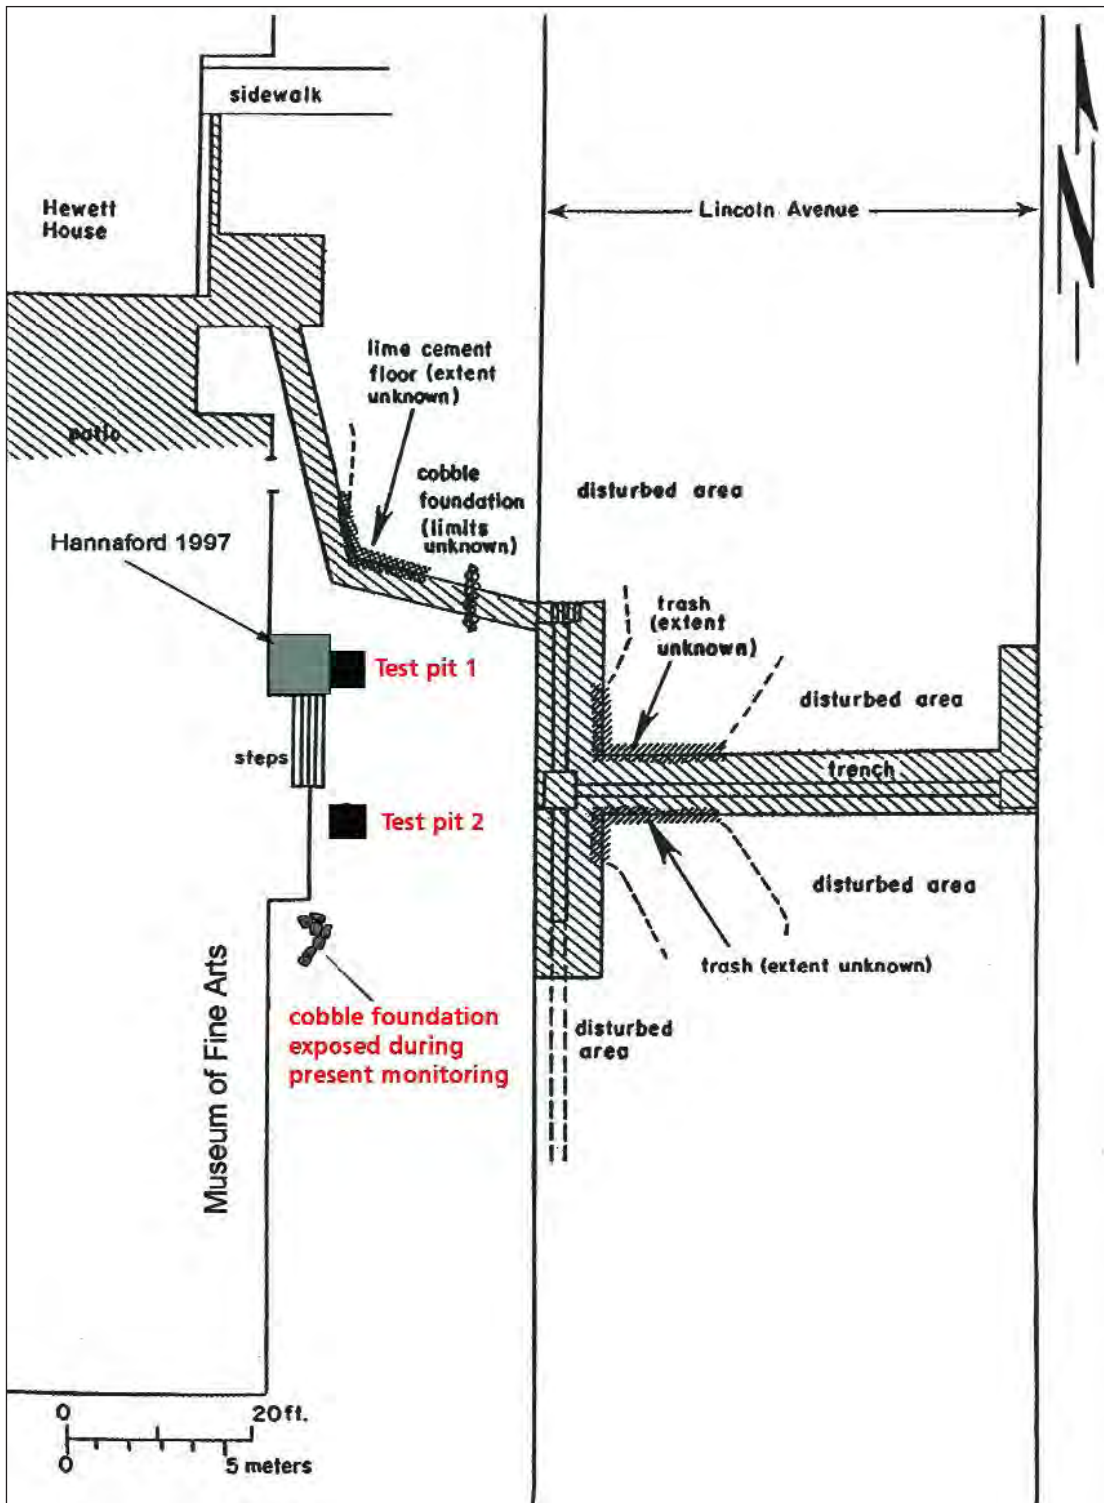 sidewalk
Hewett
House
Lincoln Avenue
lime cement
floor (extent
unknown)
patio
cobble
foundation
(limits
unknown)
disturbed area
Hannaford 1997
trash
(extent
unknown)
Test pit 1
disturbed area
steps
trench
Test pit 2
disturbed area
trash (extent unknown)
Museum of Fine Arts
cobble foundation
exposed during
present monitoring
disturbed
area
0 20 ft.
0 5 meters